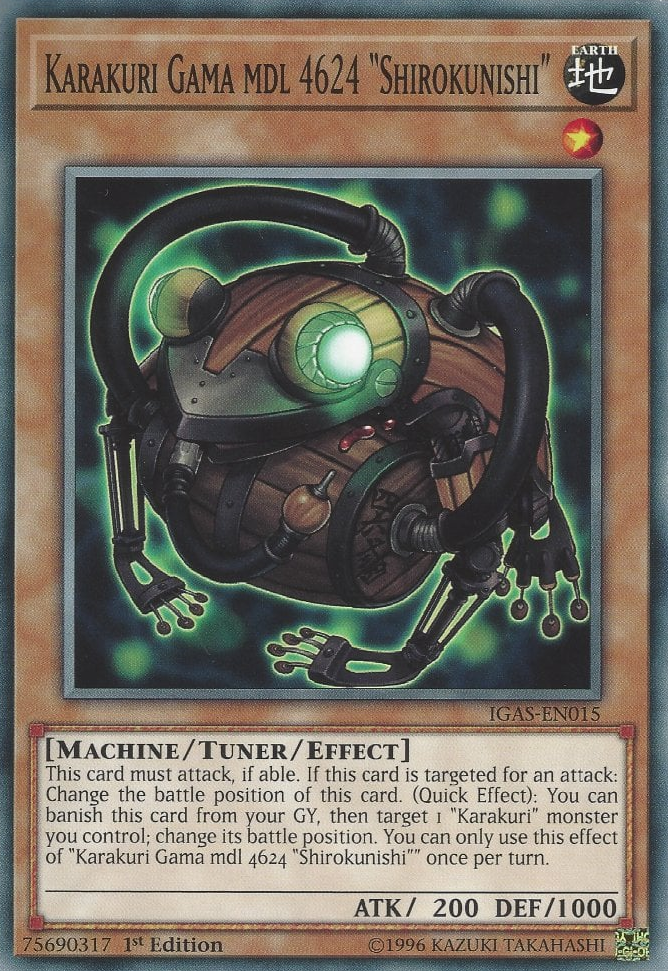 KARAKURI GAMA MDL 4624 "SHIROKUNISHI"
EARTH
地
IGAS-EN015
[MACHINE/TUNER/EFFECT]
This card must attack, if able. If this card is targeted for an attack:
Change the battle position of this card. (Quick Effect): You can
banish this card from your GY, then target 1 "Karakuri" monster
you control; change its battle position. You can only use this effect
of "Karakuri Gama mdl 4624 "Shirokunishi"" once per turn.
ATK/ 200 DEF/1000
75690317 1st Edition ©1996 KAZUKI TAKAHASHI